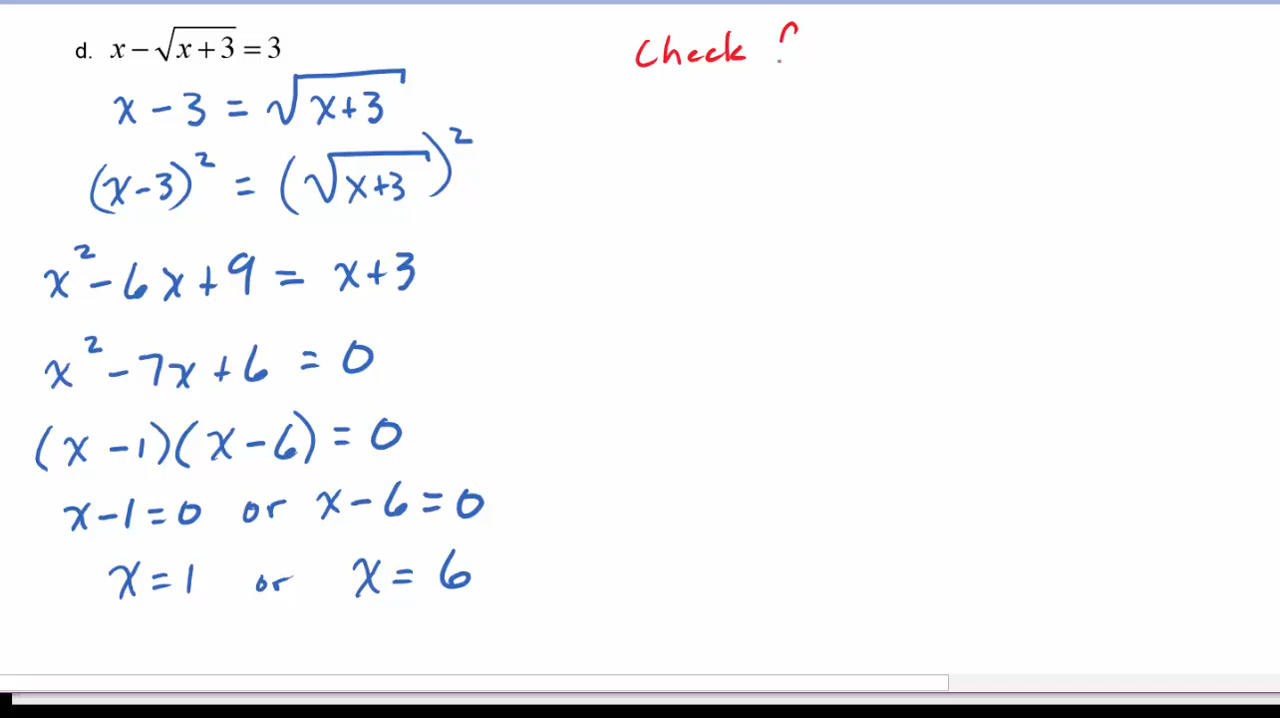 d. x − √(x + 3) = 3
x − 3 = √(x+3)
(x−3)² = (√(x+3))²
x² − 6x + 9 = x+3
x² − 7x + 6 = 0
(x − 1)(x − 6) = 0
x − 1 = 0 or x − 6 = 0
x = 1 or x = 6
Check ?